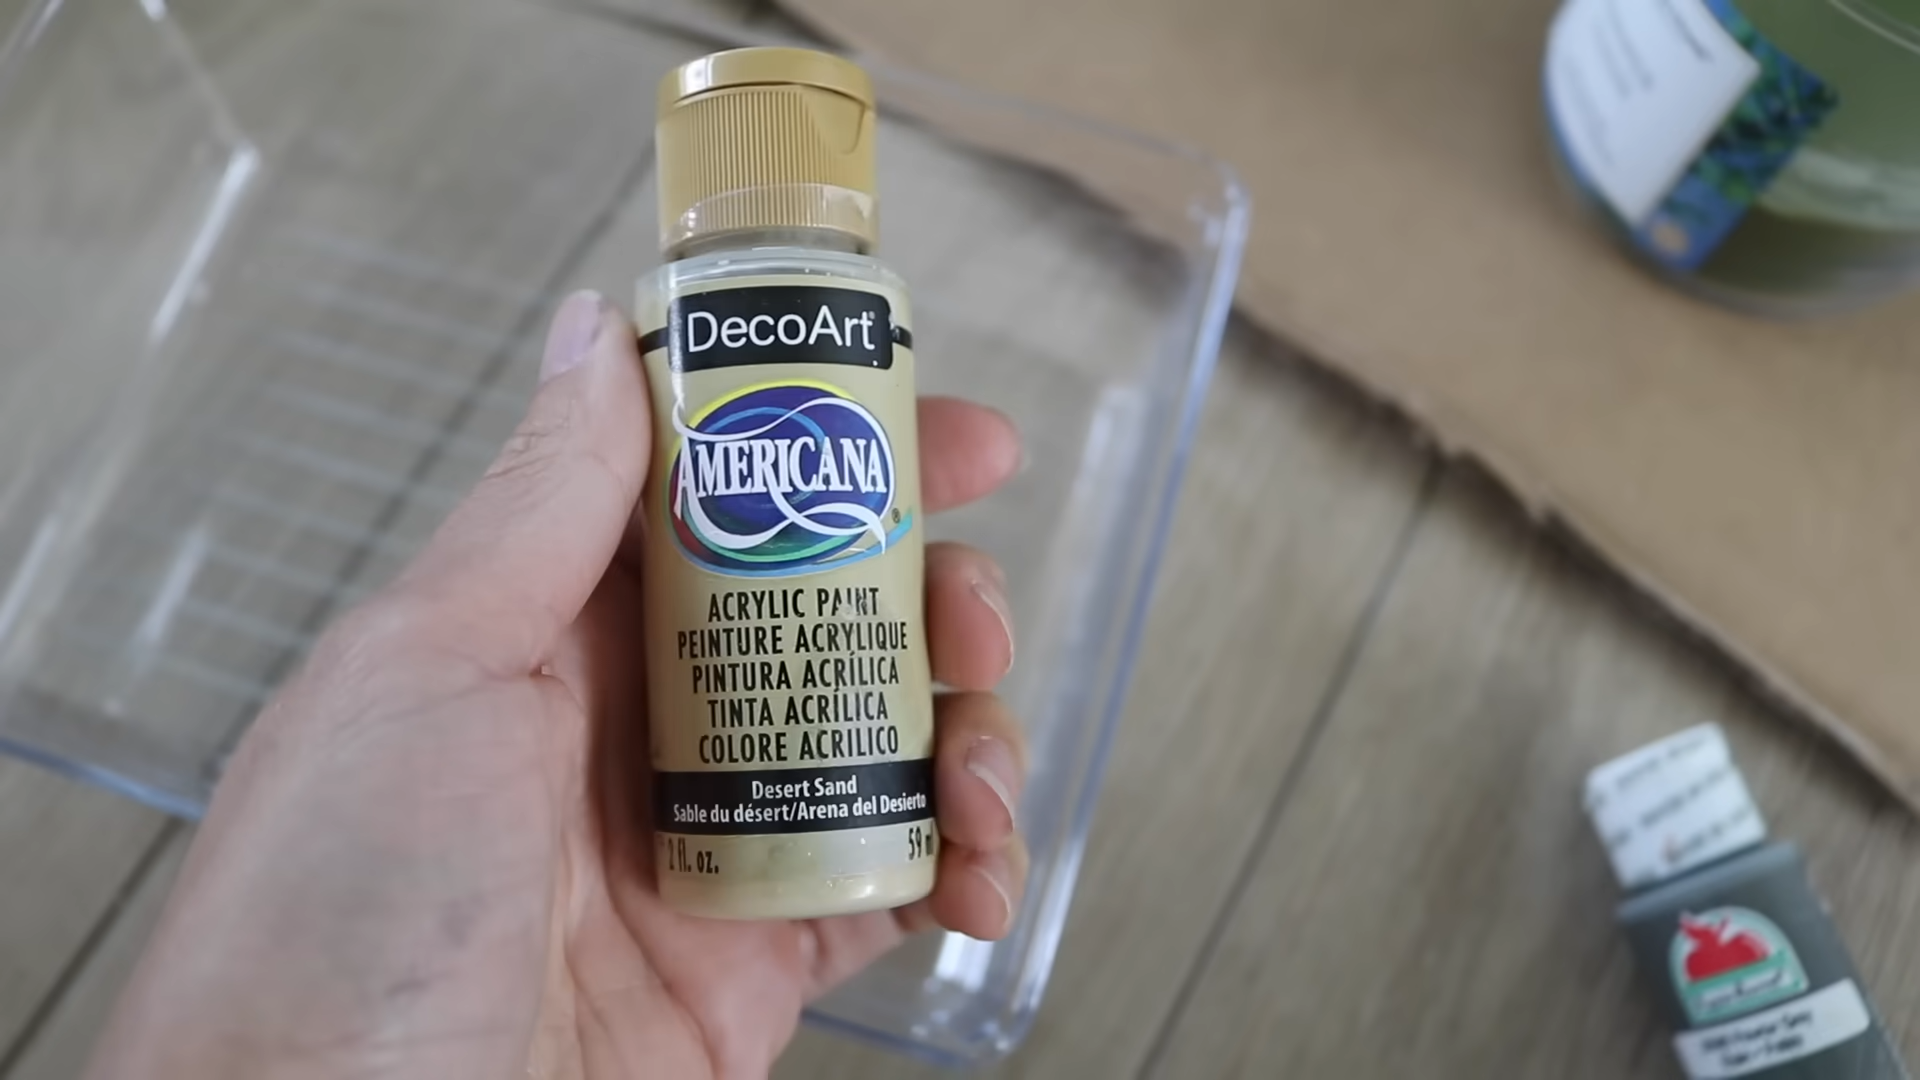 DecoArt®
AMERICANA®
ACRYLIC PAINT
PEINTURE ACRYLIQUE
PINTURA ACRÍLICA
TINTA ACRÍLICA
COLORE ACRILICO
Desert Sand
Sable du désert/Arena del Desierto
2 fl. oz. 59 ml